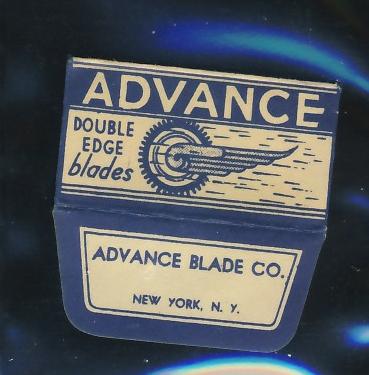 ADVANCE
DOUBLE
EDGE
blades
ADVANCE BLADE CO.
NEW YORK, N. Y.